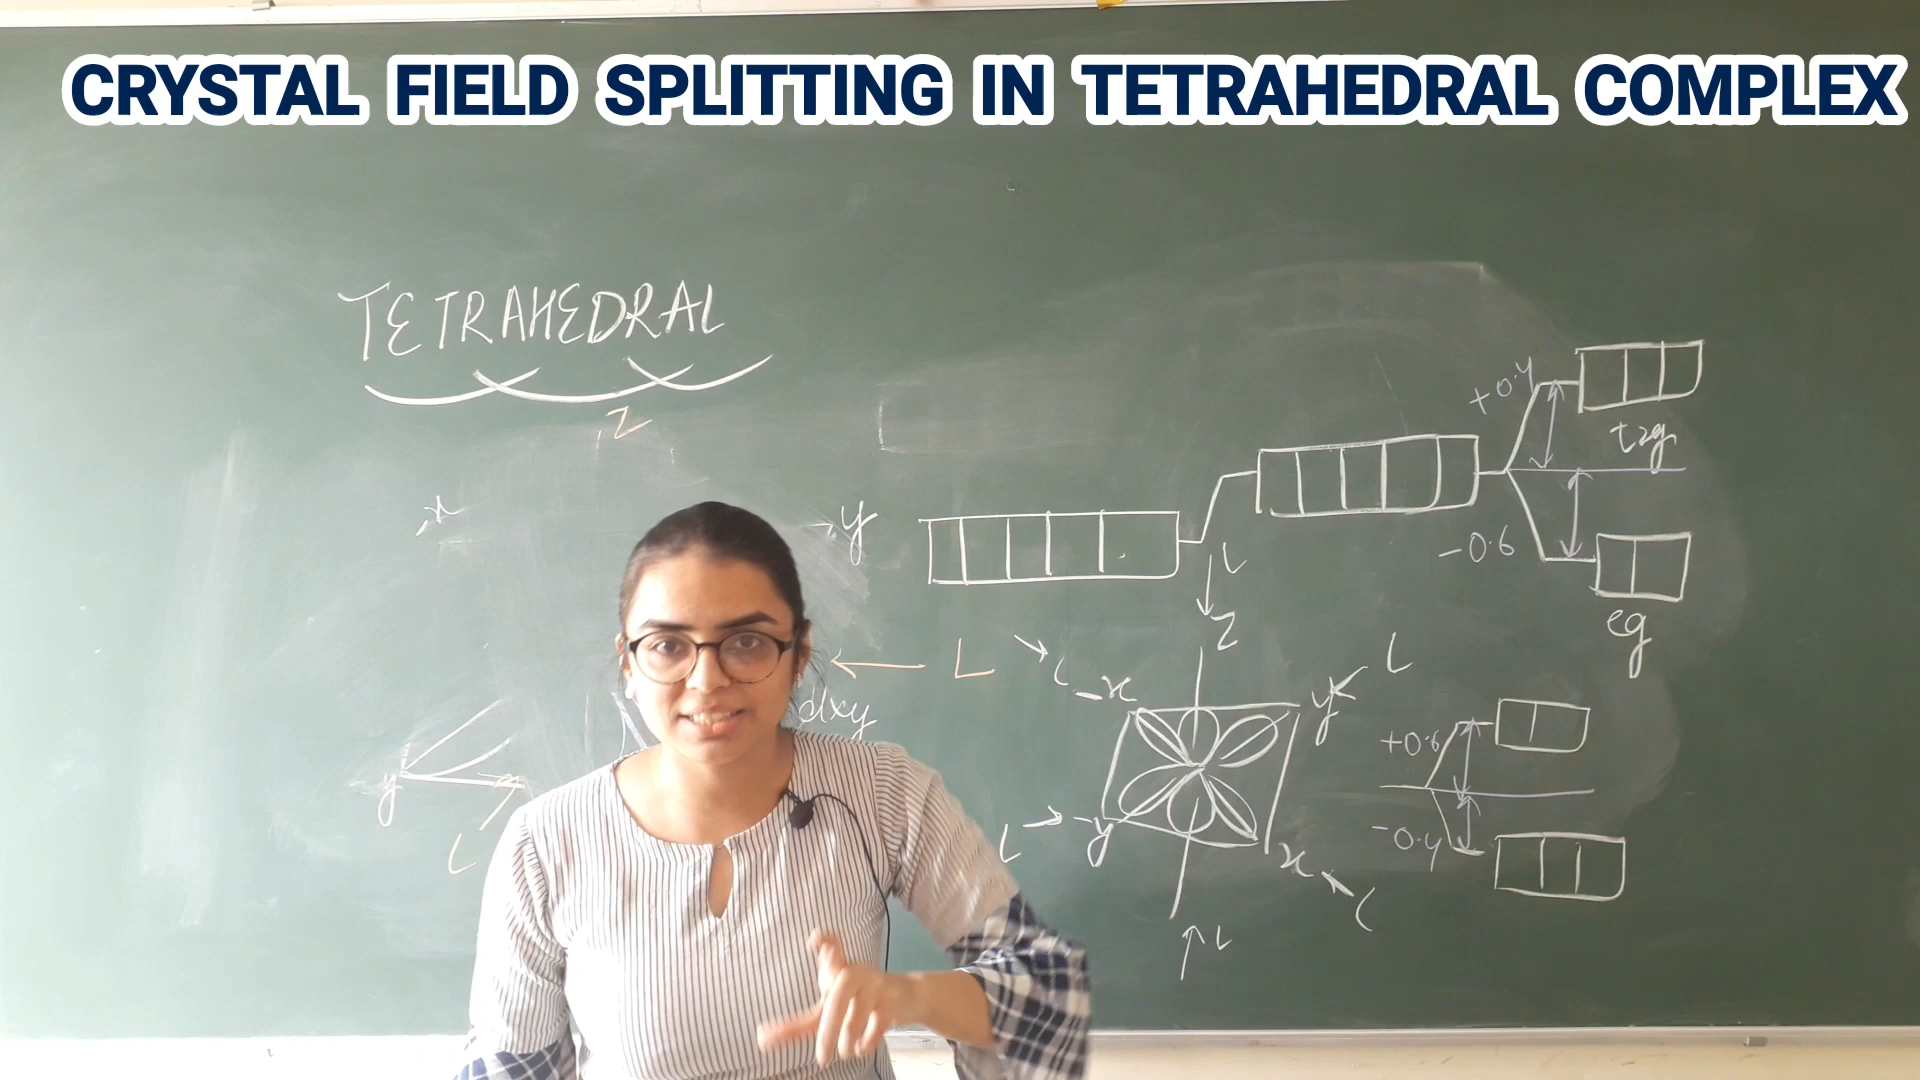 CRYSTAL FIELD SPLITTING IN TETRAHEDRAL COMPLEX
TETRAHEDRAL
Z
x
y
+0.4
t2g
-0.6
eg
L
Z
L
L
L
-x
y
dxy
+0.6
y
L
L
-y
-0.4
x
L
L